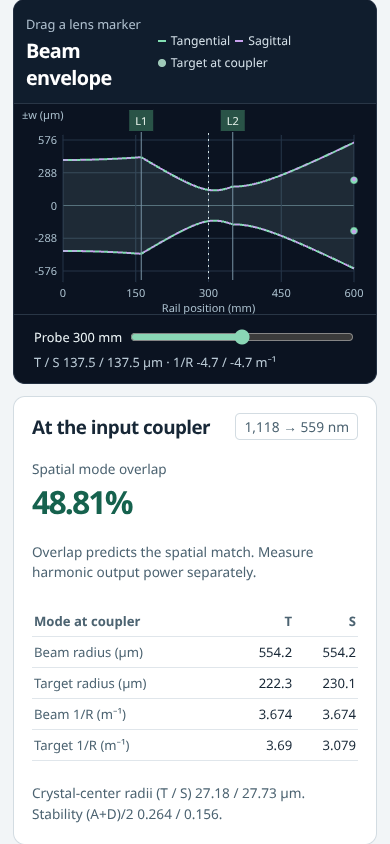 Drag a lens marker
Beam
envelope
Tangential Sagittal
Target at coupler
±w (μm)
L1 L2
576
288
0
-288
-576
0 150 300 450 600
Rail position (mm)
Probe 300 mm
T / S 137.5 / 137.5 μm · 1/R -4.7 / -4.7 m⁻¹
At the input coupler
1,118 → 559 nm
Spatial mode overlap
48.81%
Overlap predicts the spatial match. Measure
harmonic output power separately.
Mode at coupler T S
Beam radius (μm) 554.2 554.2
Target radius (μm) 222.3 230.1
Beam 1/R (m⁻¹) 3.674 3.674
Target 1/R (m⁻¹) 3.69 3.079
Crystal-center radii (T / S) 27.18 / 27.73 μm.
Stability (A+D)/2 0.264 / 0.156.